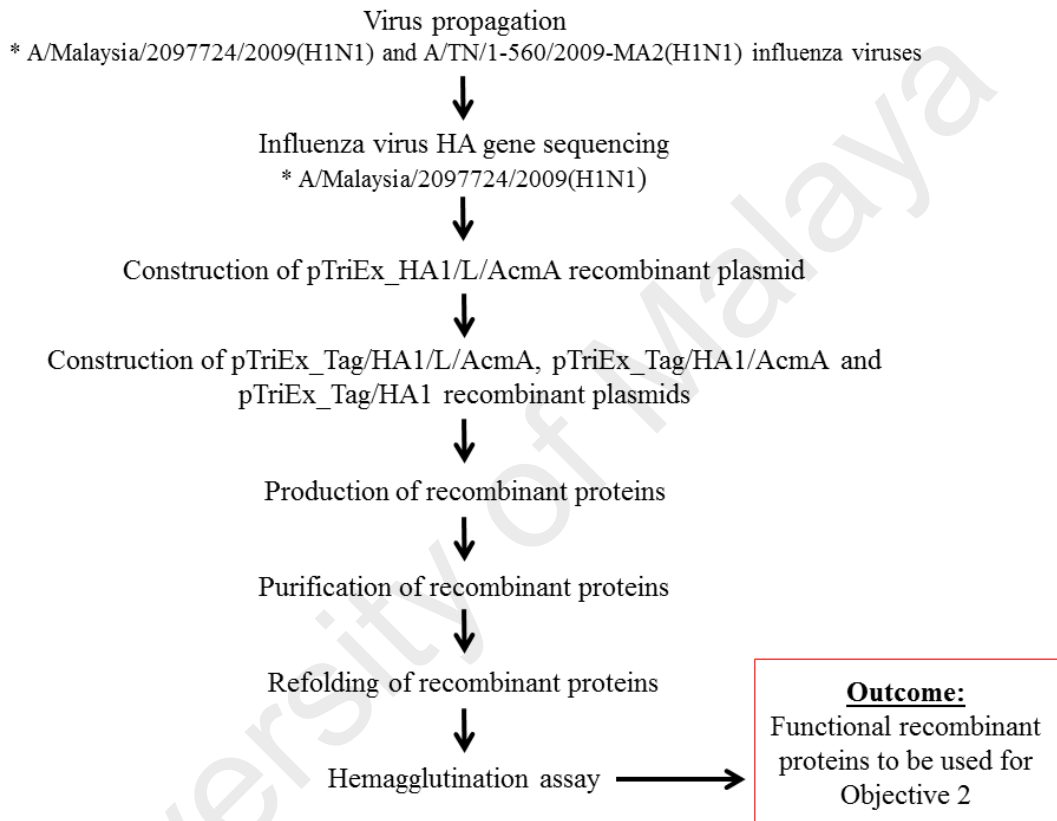 Virus propagation
* A/Malaysia/2097724/2009(H1N1) and A/TN/1-560/2009-MA2(H1N1) influenza viruses
Influenza virus HA gene sequencing
* A/Malaysia/2097724/2009(H1N1)
Construction of pTriEx_HA1/L/AcmA recombinant plasmid
Construction of pTriEx_Tag/HA1/L/AcmA, pTriEx_Tag/HA1/AcmA and
pTriEx_Tag/HA1 recombinant plasmids
Production of recombinant proteins
Purification of recombinant proteins
Refolding of recombinant proteins
Hemagglutination assay
Outcome:
Functional recombinant
proteins to be used for
Objective 2
versity of Malaya